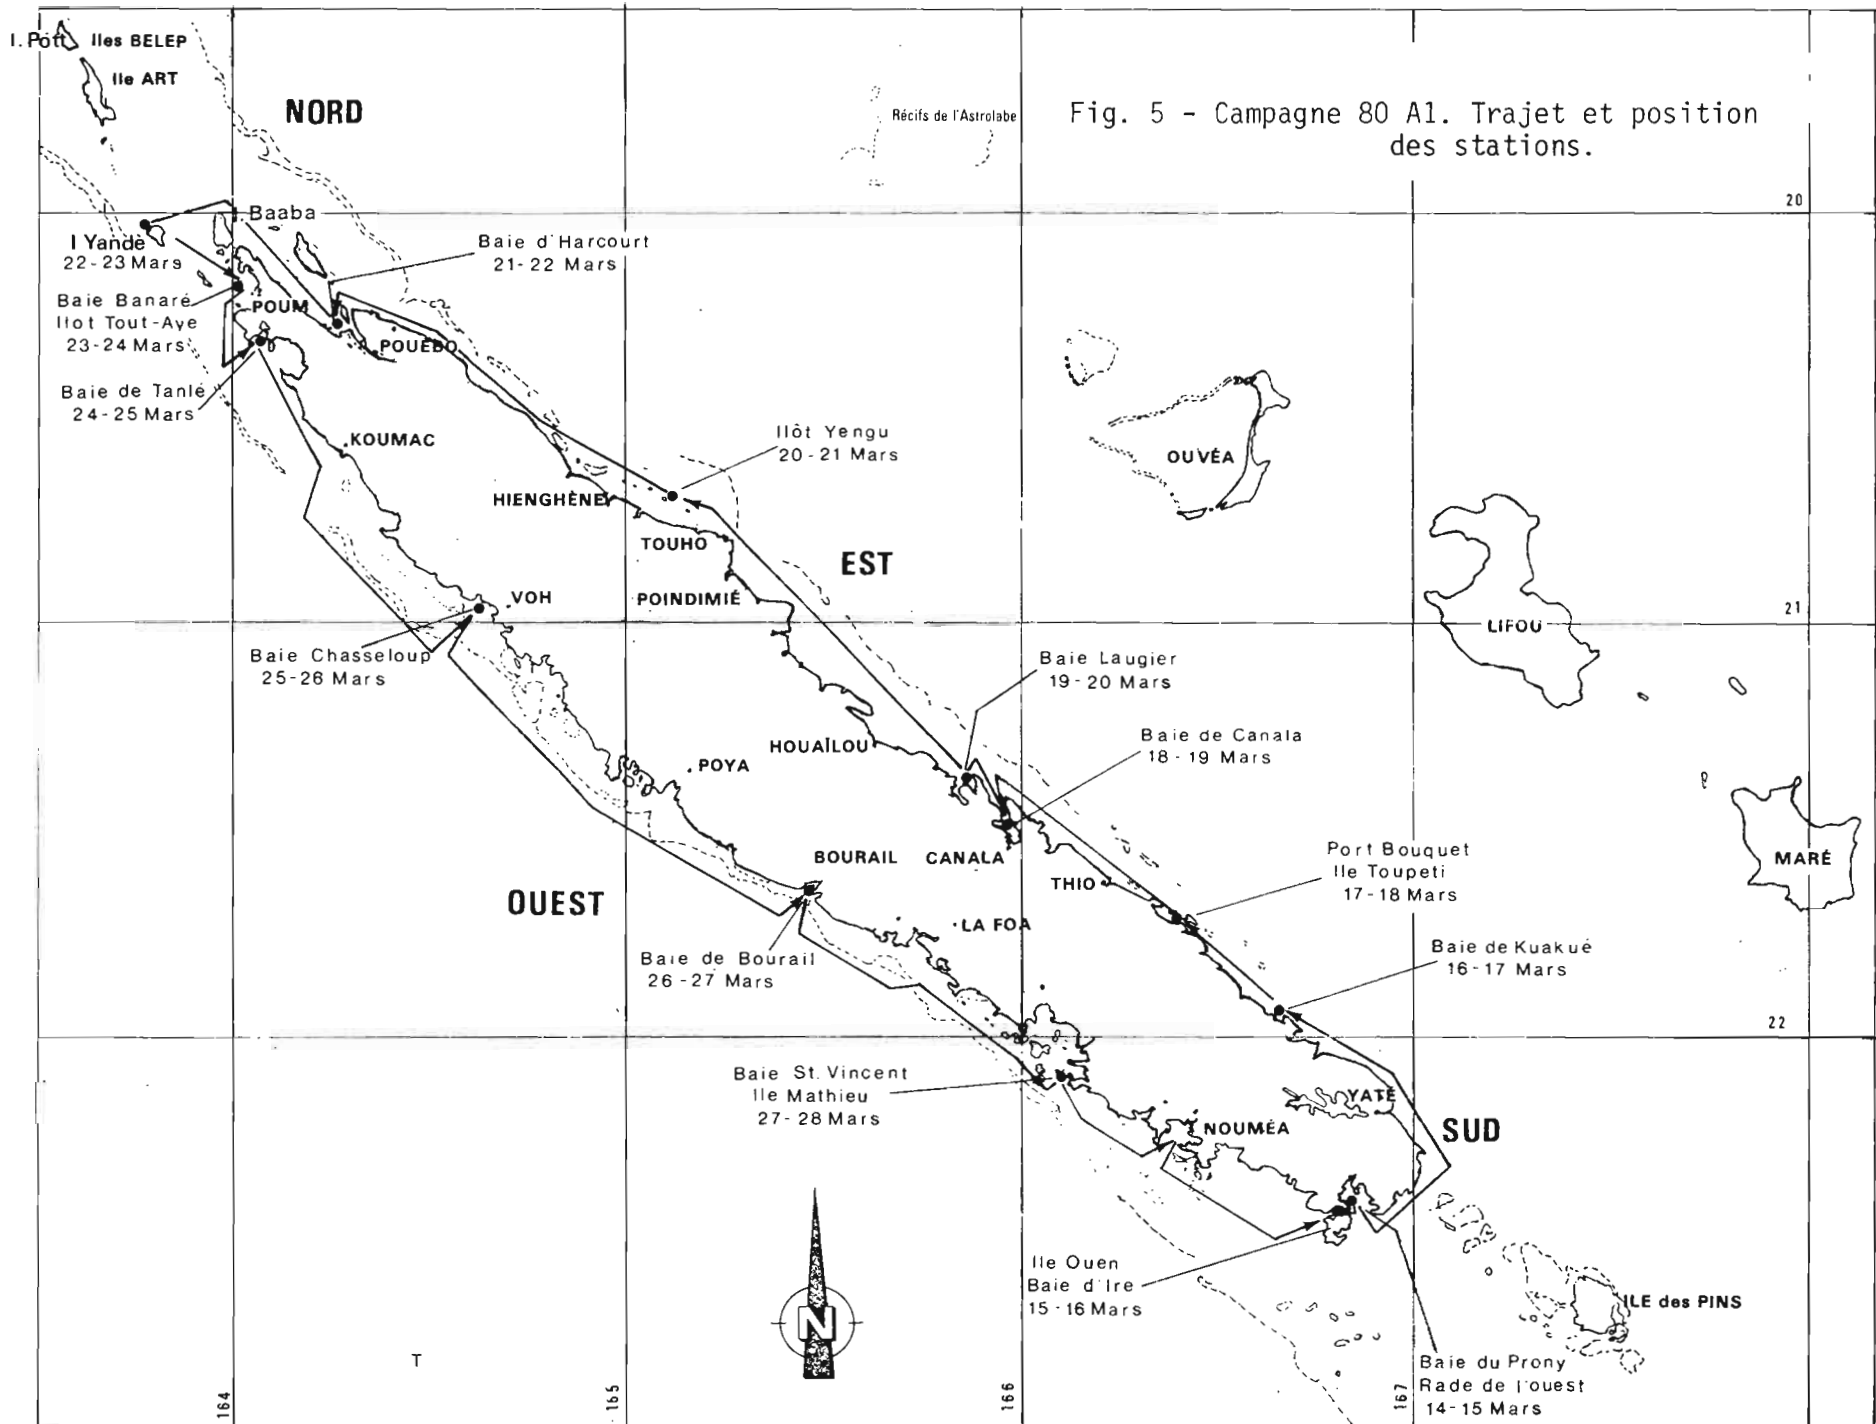 I. Pott
Iles BELEP
Ile ART
NORD
Récifs de l'Astrolabe
Fig. 5 - Campagne 80 A1. Trajet et position
des stations.
20
Baaba
I Yandé
22-23 Mars
Baie d'Harcourt
21-22 Mars
Baie Banaré
Ilot Tout-Aye
23-24 Mars
POUM
POUÉBO
Baie de Tanlé
24-25 Mars
KOUMAC
Ilôt Yengu
20-21 Mars
OUVÉA
HIENGHÈNE
TOUHO
EST
VOH
POINDIMIÉ
21
LIFOU
Baie Chasseloup
25-26 Mars
Baie Laugier
19-20 Mars
Baie de Canala
18-19 Mars
HOUAÏLOU
POYA
BOURAIL
CANALA
THIO
Port Bouquet
Ile Toupeti
17-18 Mars
MARÉ
OUEST
LA FOA
Baie de Bourail
26-27 Mars
Baie de Kuakué
16-17 Mars
22
Baie St. Vincent
Ile Mathieu
27-28 Mars
YATÉ
NOUMÉA
SUD
Ile Ouen
Baie d'Ire
15-16 Mars
ILE des PINS
N
T
Baie du Prony
Rade de l'ouest
14-15 Mars
164
165
166
167